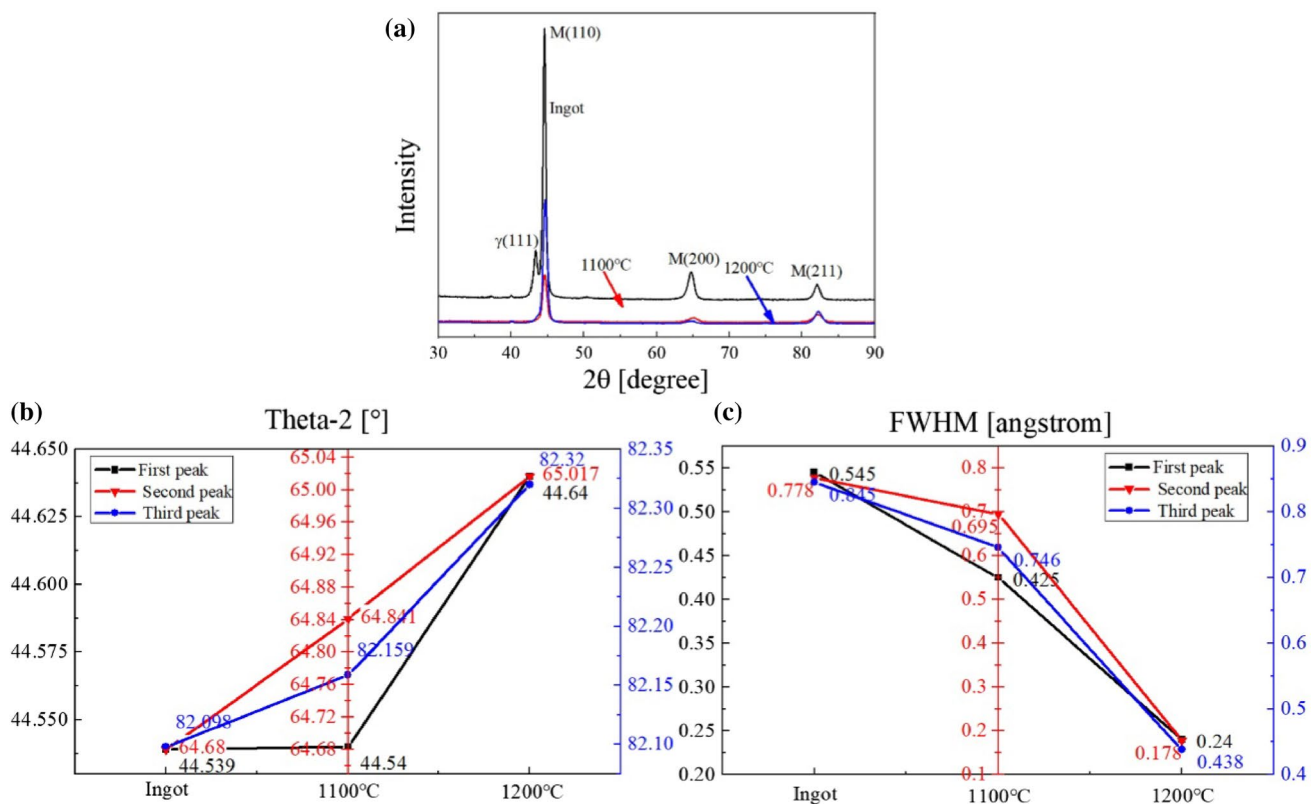 (a)
M(110)
Ingot
γ(111)
1100°C
M(200)
1200°C
M(211)
Intensity
30 40 50 60 70 80 90
2θ [degree]
(b)
Theta-2 [°]
44.650
44.625
44.600
44.575
44.550
First peak
Second peak
Third peak
65.04
65.00
64.96
64.92
64.88
64.84
64.80
64.76
64.72
64.68
82.35
82.30
82.25
82.20
82.15
82.10
82.32
65.017
44.64
64.841
82.159
82.098
64.68
44.539
44.54
Ingot 1100°C 1200°C
(c)
FWHM [angstrom]
0.55
0.50
0.45
0.40
0.35
0.30
0.25
0.20
0.8
0.7
0.6
0.5
0.4
0.3
0.2
0.1
0.9
0.8
0.7
0.6
0.5
0.4
First peak
Second peak
Third peak
0.545
0.778
0.845
0.695
0.746
0.425
0.24
0.178
0.438
Ingot 1100°C 1200°C